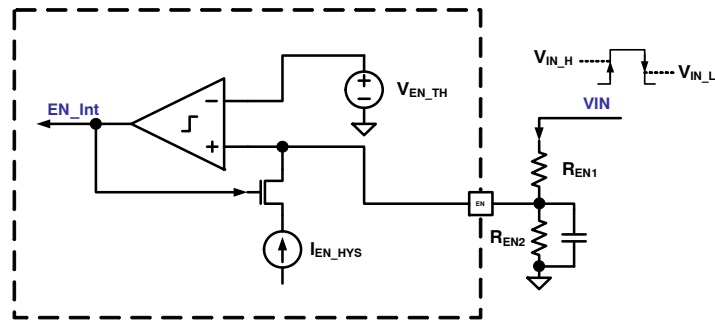 V_IN_H
V_IN_L
EN_Int
V_EN_TH
VIN
R_EN1
EN
R_EN2
I_EN_HYS